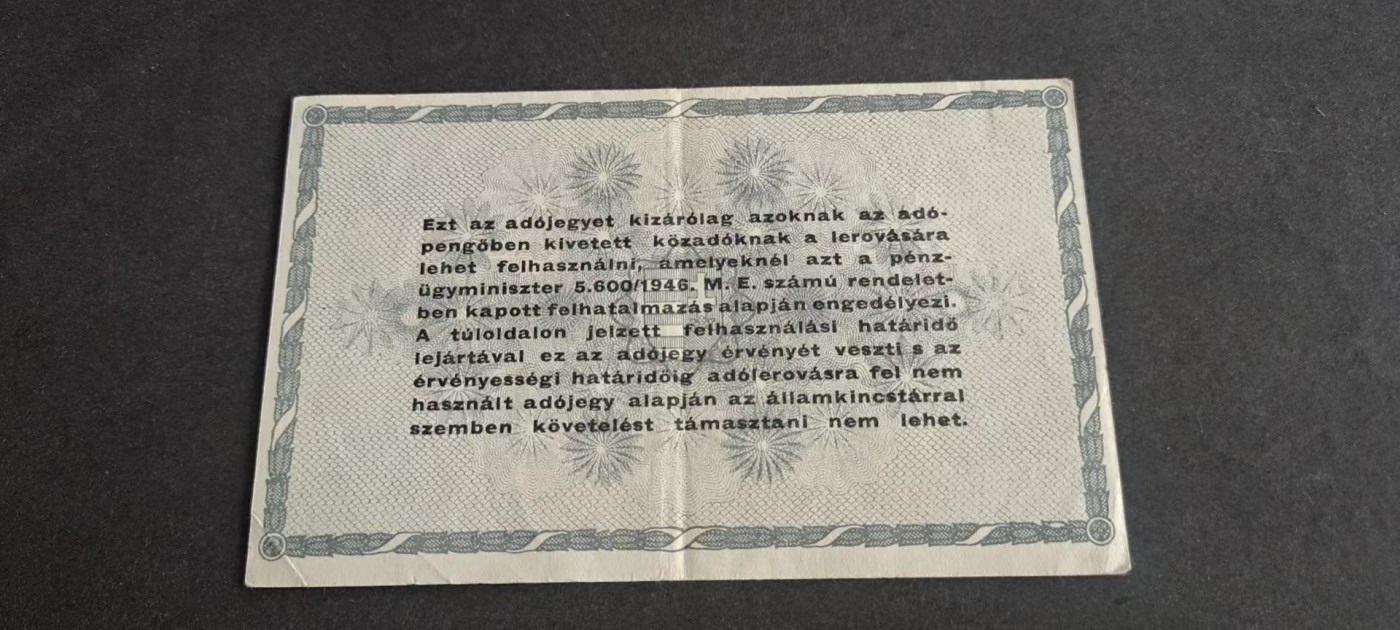 Ezt az adójegyet kizárólag azoknak az adó-
pengőben kivetett közadóknak a lerovására
lehet felhasználni, amelyeknél azt a pénz-
ügyminiszter 5.600/1946. M. E. számú rendelet-
ben kapott felhatalmazás alapján engedélyezi.
A túloldalon jelzett felhasználási határidő
lejártával ez az adójegy érvényét veszti s az
érvényességi határidőig adólerovásra fel nem
használt adójegy alapján az államkincstárral
szemben követelést támasztani nem lehet.